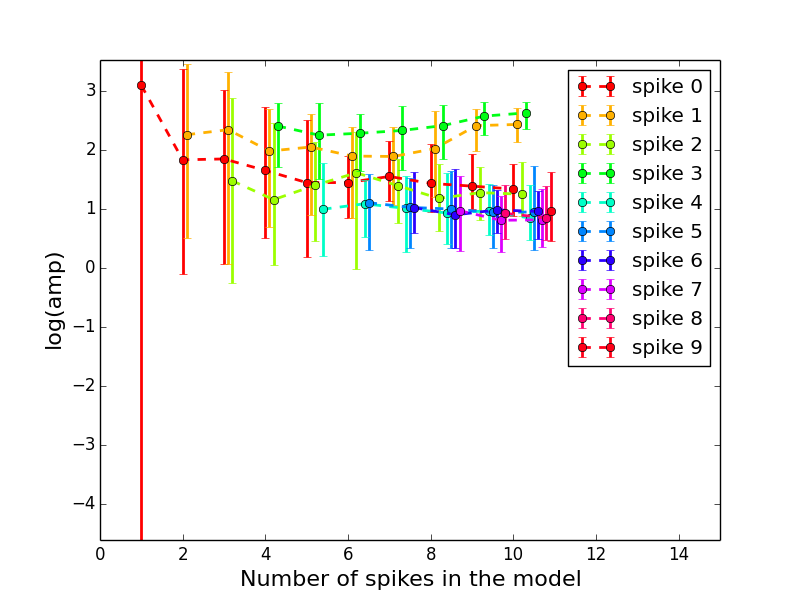 3
2
1
0
−1
−2
−3
−4
log(amp)
0 2 4 6 8 10 12 14
Number of spikes in the model
spike 0
spike 1
spike 2
spike 3
spike 4
spike 5
spike 6
spike 7
spike 8
spike 9